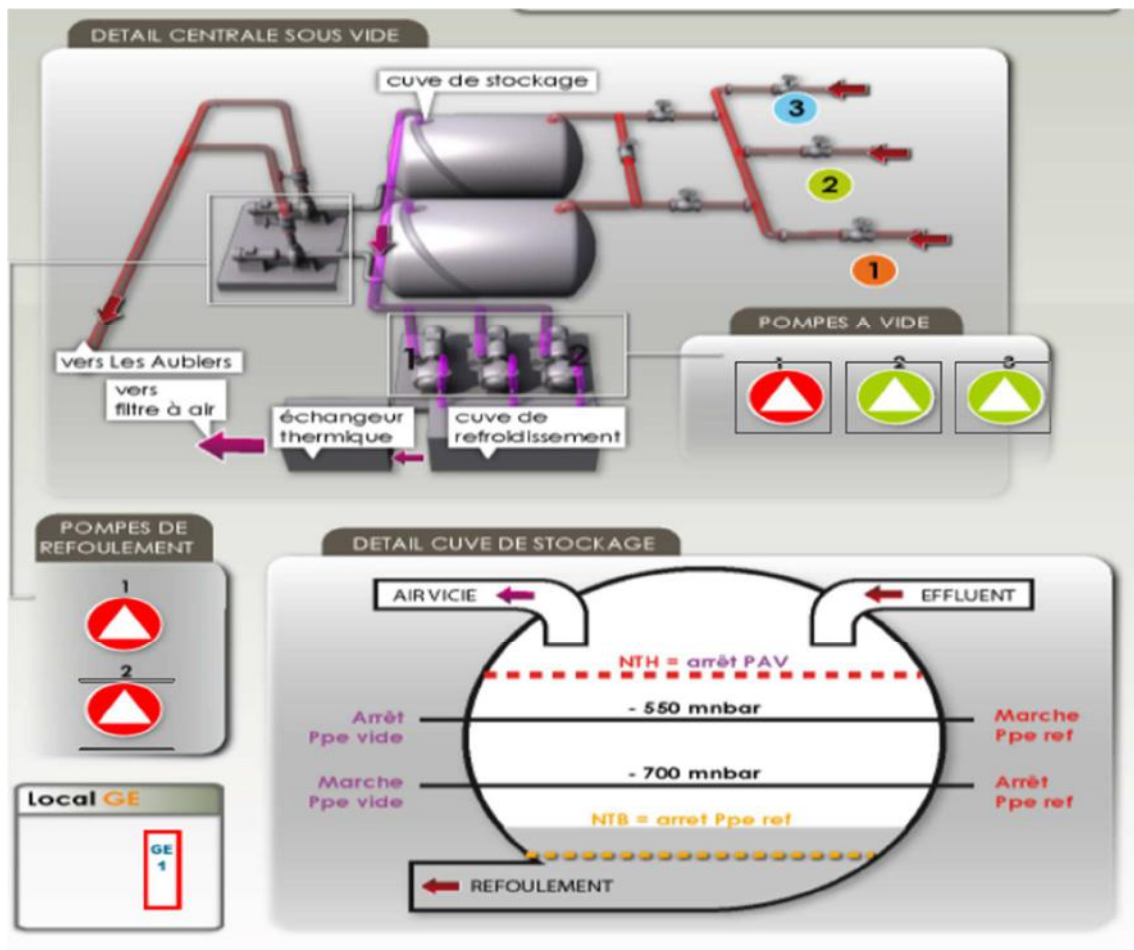 DETAIL CENTRALE SOUS VIDE
cuve de stockage
3
2
1
vers Les Aubiers
vers
filtre à air
échangeur
thermique
cuve de
refroidissement
1
2
POMPES A VIDE
1
2
3
POMPES DE
REFOULEMENT
1
2
Local GE
GE
1
DETAIL CUVE DE STOCKAGE
AIR VICIE
EFFLUENT
NTH = arrêt PAV
- 550 mnbar
Arrêt
Ppe vide
Marche
Ppe ref
- 700 mnbar
Marche
Ppe vide
Arrêt
Ppe ref
NTB = arret Ppe ref
REFOULEMENT